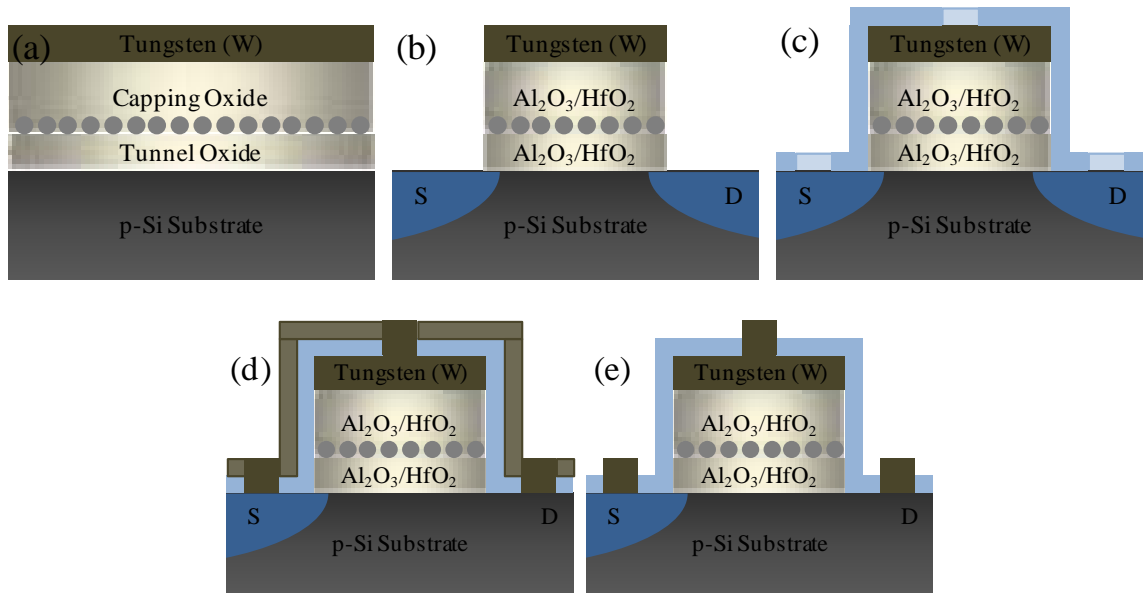 (a)
Tungsten (W)
Capping Oxide
Tunnel Oxide
p-Si Substrate
(b)
Tungsten (W)
Al₂O₃/HfO₂
Al₂O₃/HfO₂
S
D
p-Si Substrate
(c)
Tungsten (W)
Al₂O₃/HfO₂
Al₂O₃/HfO₂
S
D
p-Si Substrate
(d)
Tungsten (W)
Al₂O₃/HfO₂
Al₂O₃/HfO₂
S
D
p-Si Substrate
(e)
Tungsten (W)
Al₂O₃/HfO₂
Al₂O₃/HfO₂
S
D
p-Si Substrate